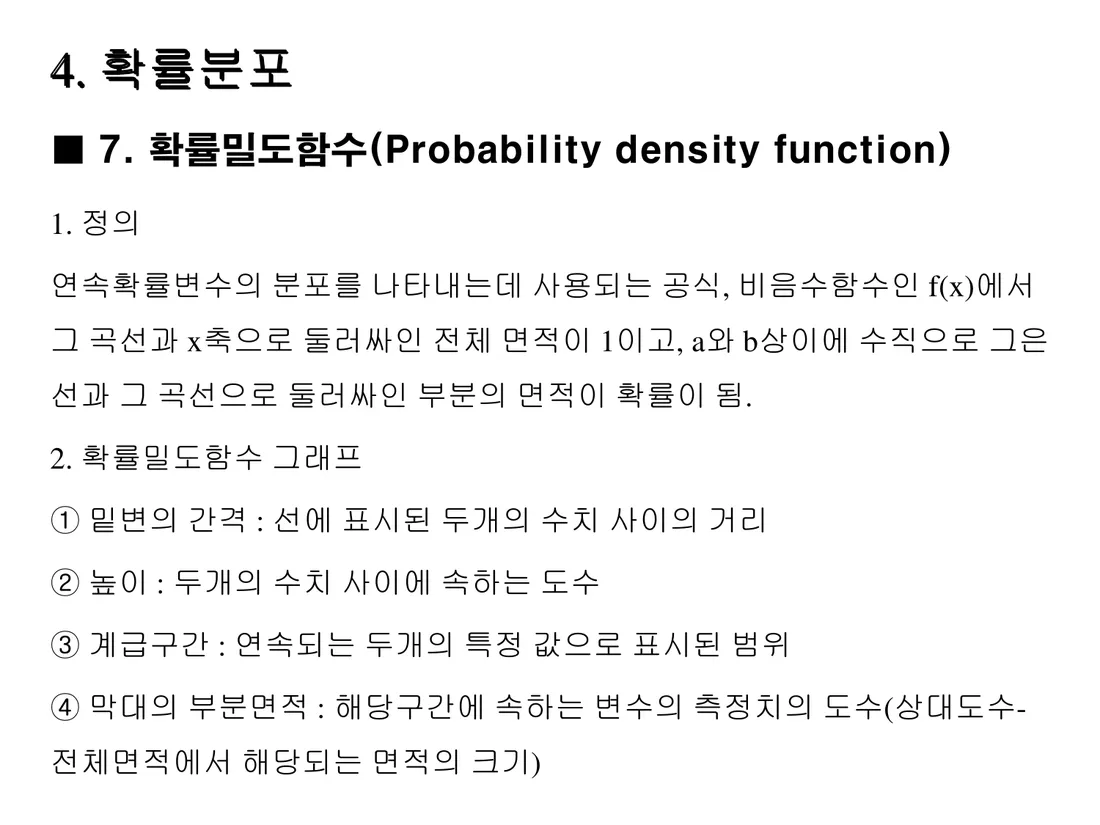 4. 확률분포
■ 7. 확률밀도함수(Probability density function)
1. 정의
연속확률변수의 분포를 나타내는데 사용되는 공식, 비음수함수인 f(x)에서
그 곡선과 x축으로 둘러싸인 전체 면적이 1이고, a와 b상이에 수직으로 그은
선과 그 곡선으로 둘러싸인 부분의 면적이 확률이 됨.
2. 확률밀도함수 그래프
① 밑변의 간격 : 선에 표시된 두개의 수치 사이의 거리
② 높이 : 두개의 수치 사이에 속하는 도수
③ 계급구간 : 연속되는 두개의 특정 값으로 표시된 범위
④ 막대의 부분면적 : 해당구간에 속하는 변수의 측정치의 도수(상대도수-
전체면적에서 해당되는 면적의 크기)